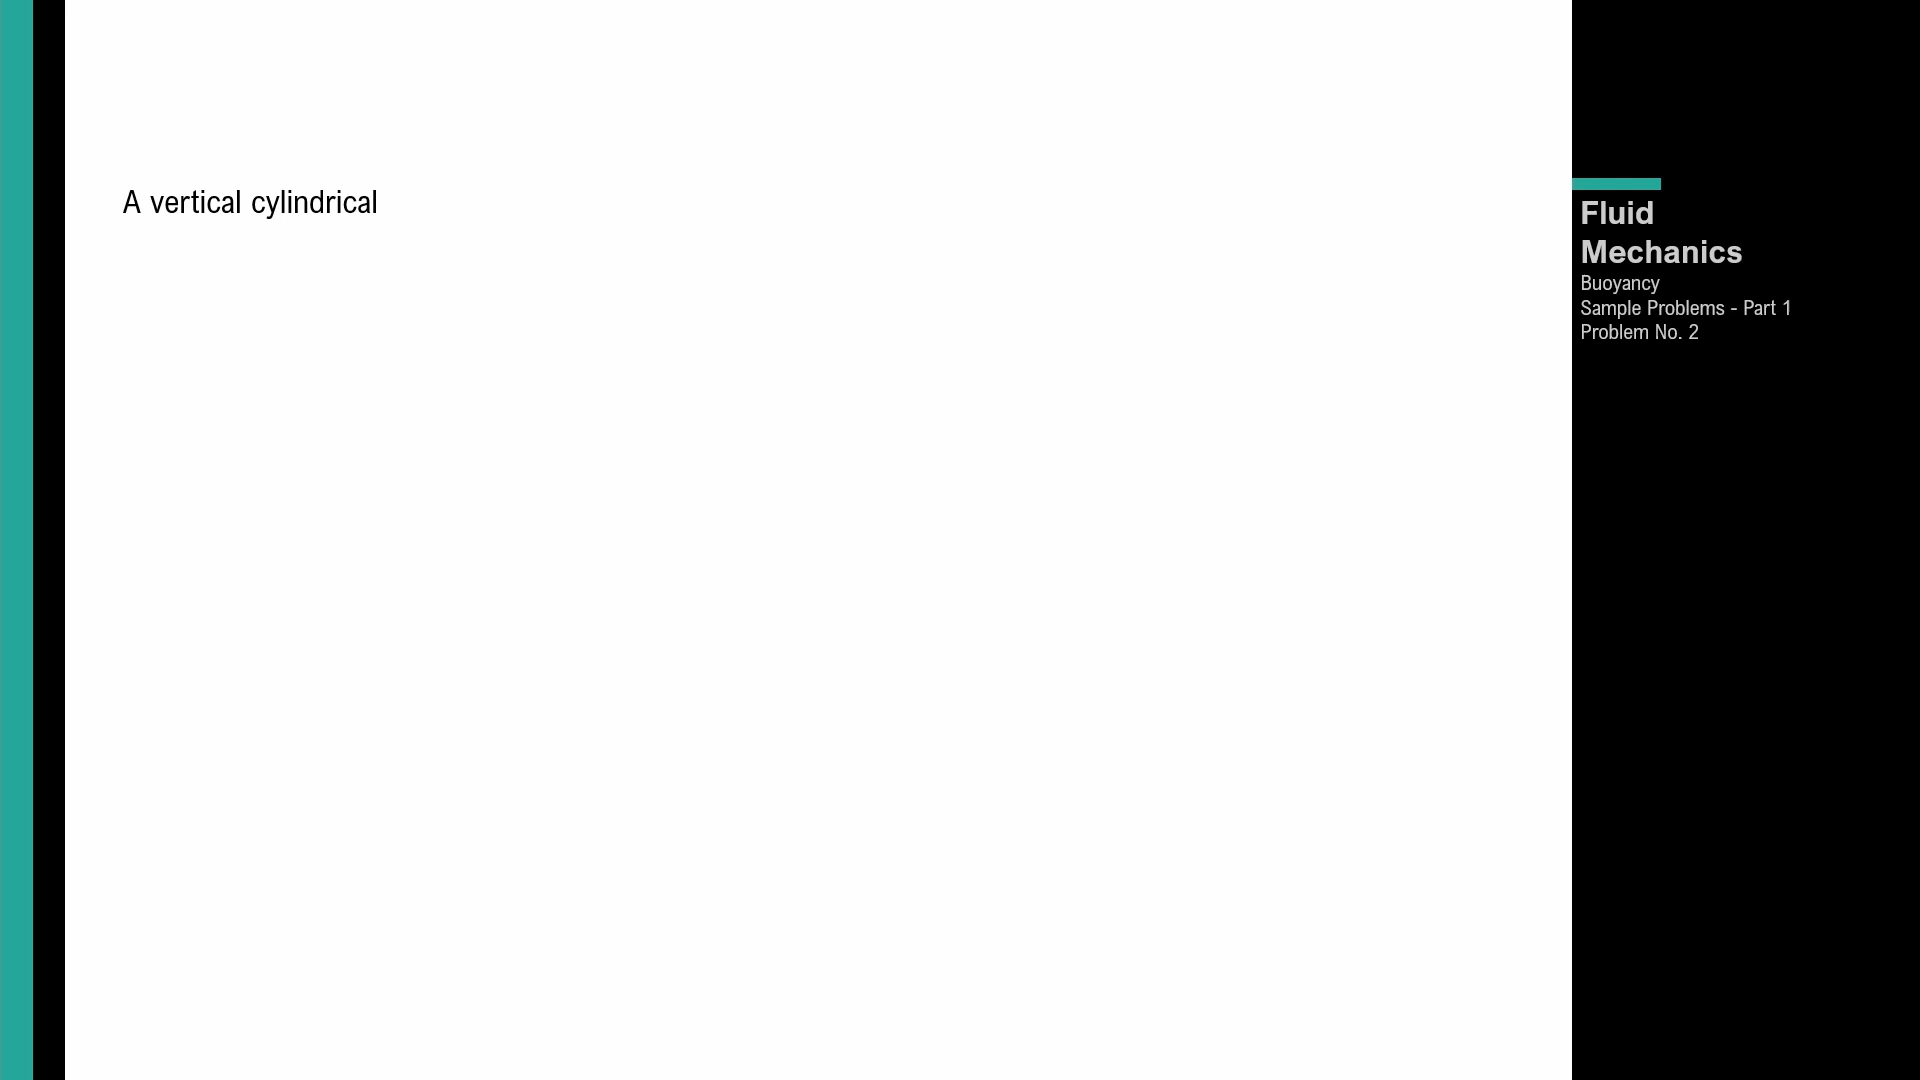 A vertical cylindrical
Fluid
Mechanics
Buoyancy
Sample Problems - Part 1
Problem No. 2